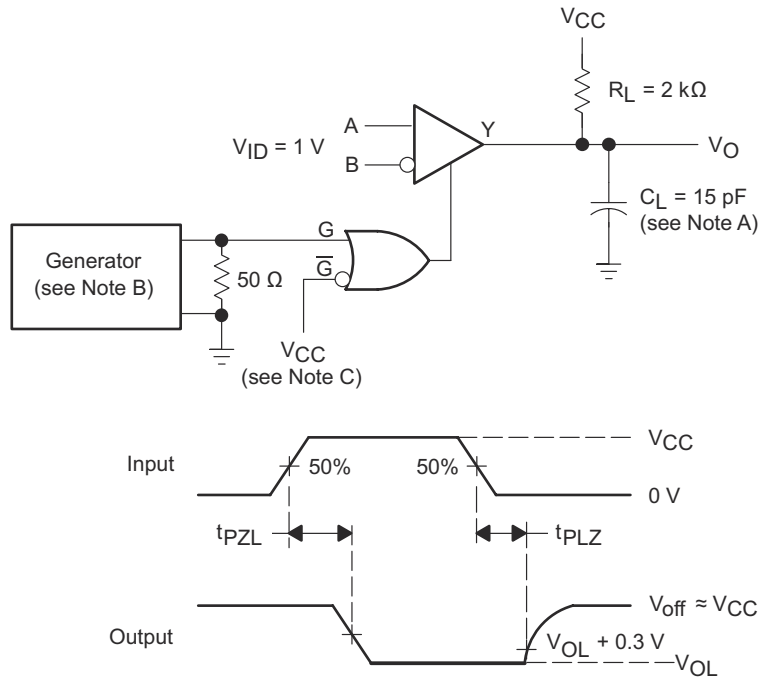 VCC
RL = 2 kΩ
A
Y
VID = 1 V
B
VO
CL = 15 pF
(see Note A)
G
Generator
(see Note B)
50 Ω
G̅
VCC
(see Note C)
VCC
Input
50%
50%
0 V
tPZL
tPLZ
Voff ≈ VCC
Output
VOL + 0.3 V
VOL